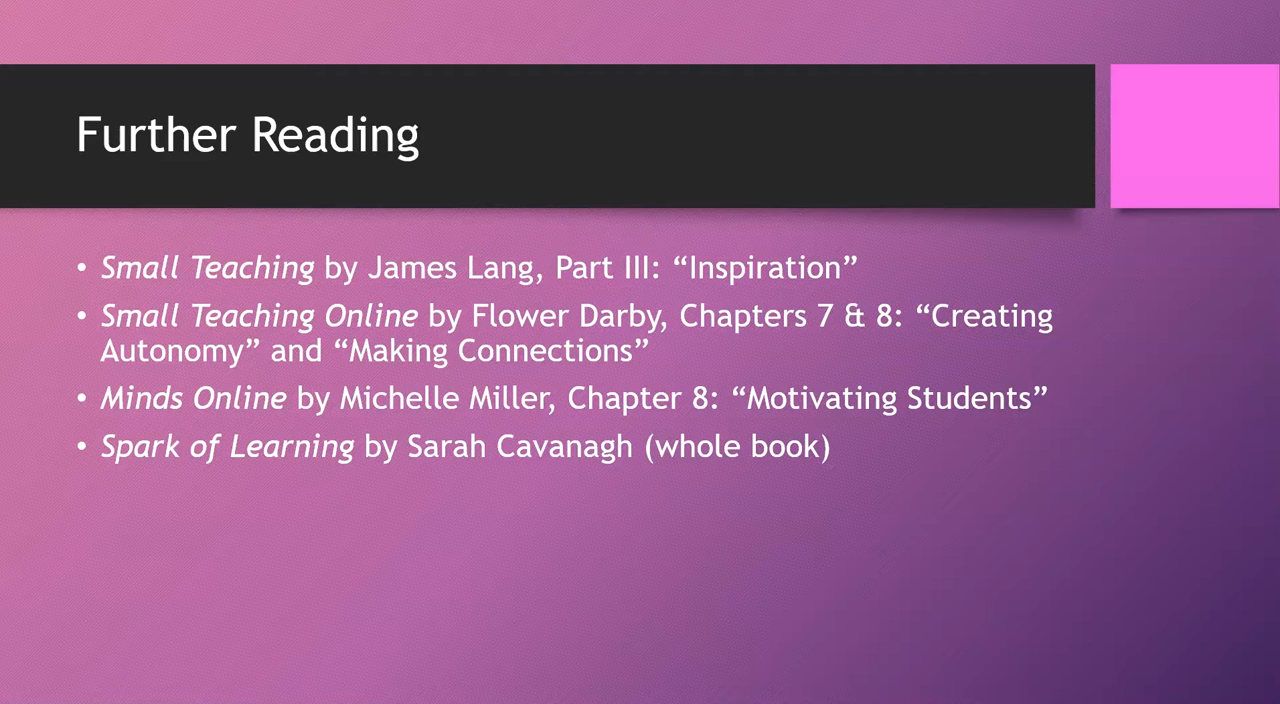 Further Reading
• Small Teaching by James Lang, Part III: “Inspiration”
• Small Teaching Online by Flower Darby, Chapters 7 & 8: “Creating
Autonomy” and “Making Connections”
• Minds Online by Michelle Miller, Chapter 8: “Motivating Students”
• Spark of Learning by Sarah Cavanagh (whole book)